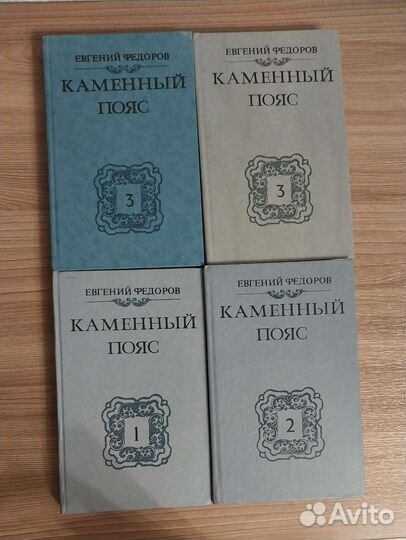 ЕВГЕНИЙ ФЕДОРОВ
КАМЕННЫЙ
ПОЯС
3
ЕВГЕНИЙ ФЕДОРОВ
КАМЕННЫЙ
ПОЯС
3
ЕВГЕНИЙ ФЕДОРОВ
КАМЕННЫЙ
ПОЯС
1
ЕВГЕНИЙ ФЕДОРОВ
КАМЕННЫЙ
ПОЯС
2
Avito